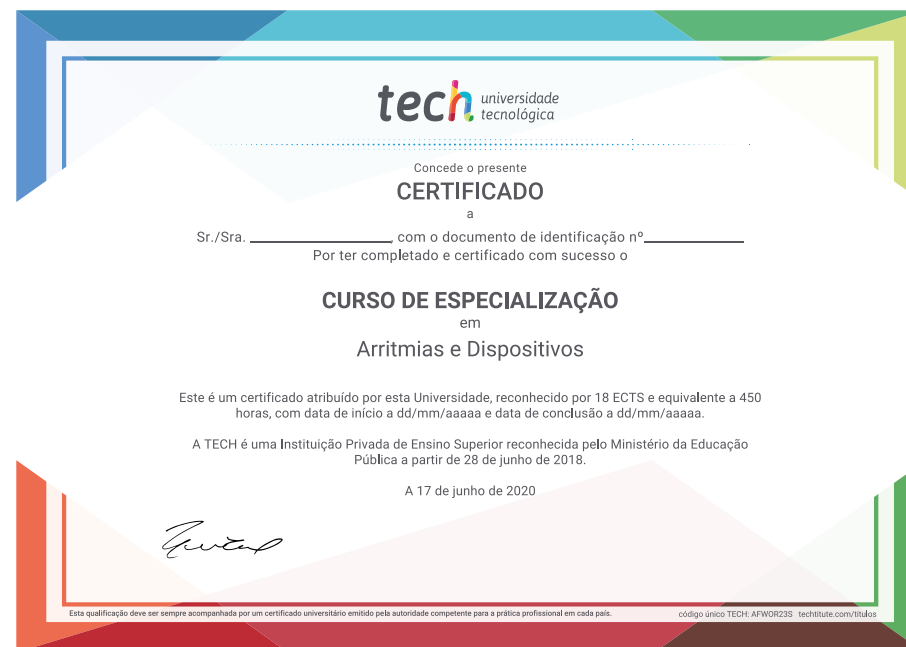 tech universidade
tecnológica
Concede o presente
CERTIFICADO
a
Sr./Sra. ________________, com o documento de identificação nº____________
Por ter completado e certificado com sucesso o
CURSO DE ESPECIALIZAÇÃO
em
Arritmias e Dispositivos
Este é um certificado atribuído por esta Universidade, reconhecido por 18 ECTS e equivalente a 450
horas, com data de início a dd/mm/aaaaa e data de conclusão a dd/mm/aaaaa.
A TECH é uma Instituição Privada de Ensino Superior reconhecida pelo Ministério da Educação
Pública a partir de 28 de junho de 2018.
A 17 de junho de 2020
Esta qualificação deve ser sempre acompanhada por um certificado universitário emitido pela autoridade competente para a prática profissional em cada país.
código único TECH: AFWOR23S techtitute.com/titulos